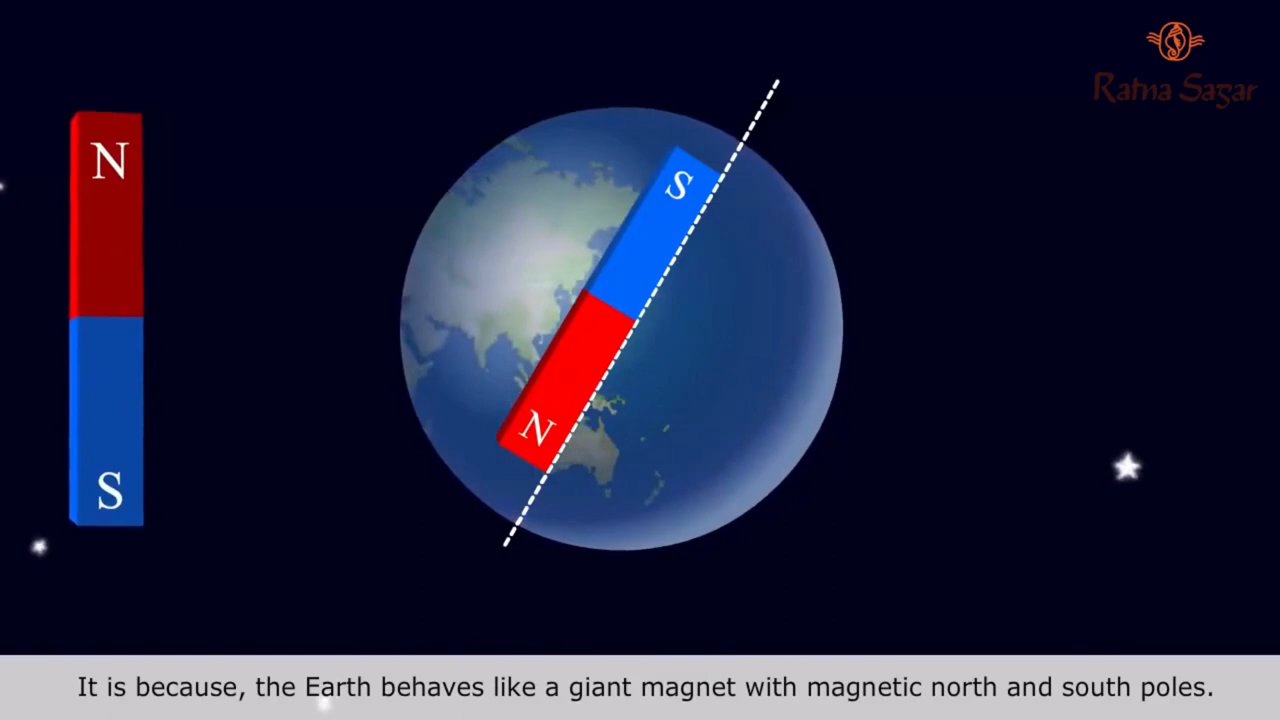 Ratna Sagar
N
S
S
N
It is because, the Earth behaves like a giant magnet with magnetic north and south poles.